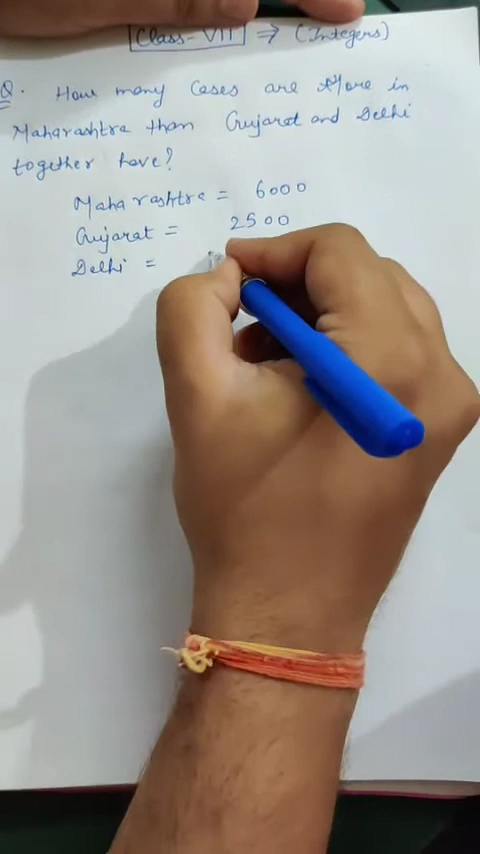 Class-VII ⇒ (Integers)
Q. How many Cases are More in
Maharashtra than Gujarat and Delhi
together have?
Maharashtra = 6000
Gujarat = 2500
Delhi =